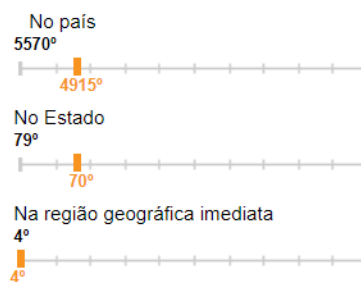 No país
5570º
4915º
No Estado
79º
70º
Na região geográfica imediata
4º
4º